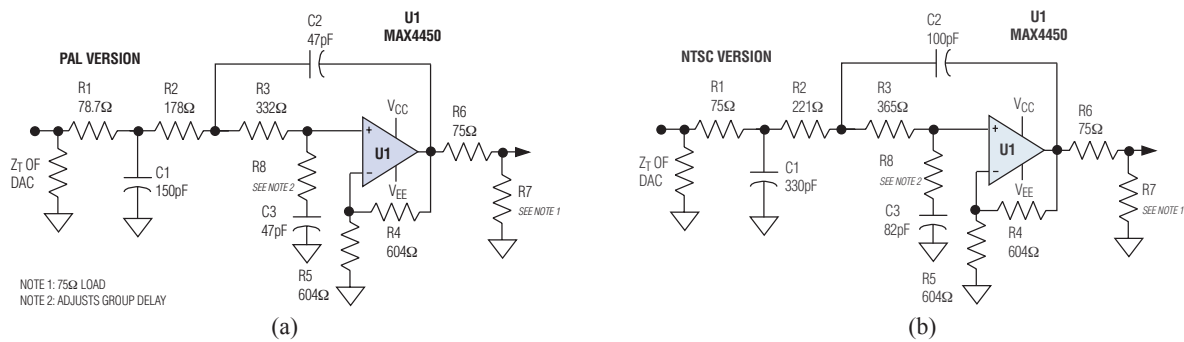 U1
MAX4450
C2
47pF
PAL VERSION
R1
78.7Ω
R2
178Ω
R3
332Ω
VCC
R6
75Ω
+
U1
−
ZT OF
DAC
C1
150pF
R8
SEE NOTE 2
VEE
R7
SEE NOTE 1
C3
47pF
R4
604Ω
R5
604Ω
NOTE 1: 75Ω LOAD
NOTE 2: ADJUSTS GROUP DELAY
(a)
U1
MAX4450
C2
100pF
NTSC VERSION
R1
75Ω
R2
221Ω
R3
365Ω
VCC
R6
75Ω
+
U1
−
ZT OF
DAC
C1
330pF
R8
SEE NOTE 2
VEE
R7
SEE NOTE 1
C3
82pF
R4
604Ω
R5
604Ω
(b)